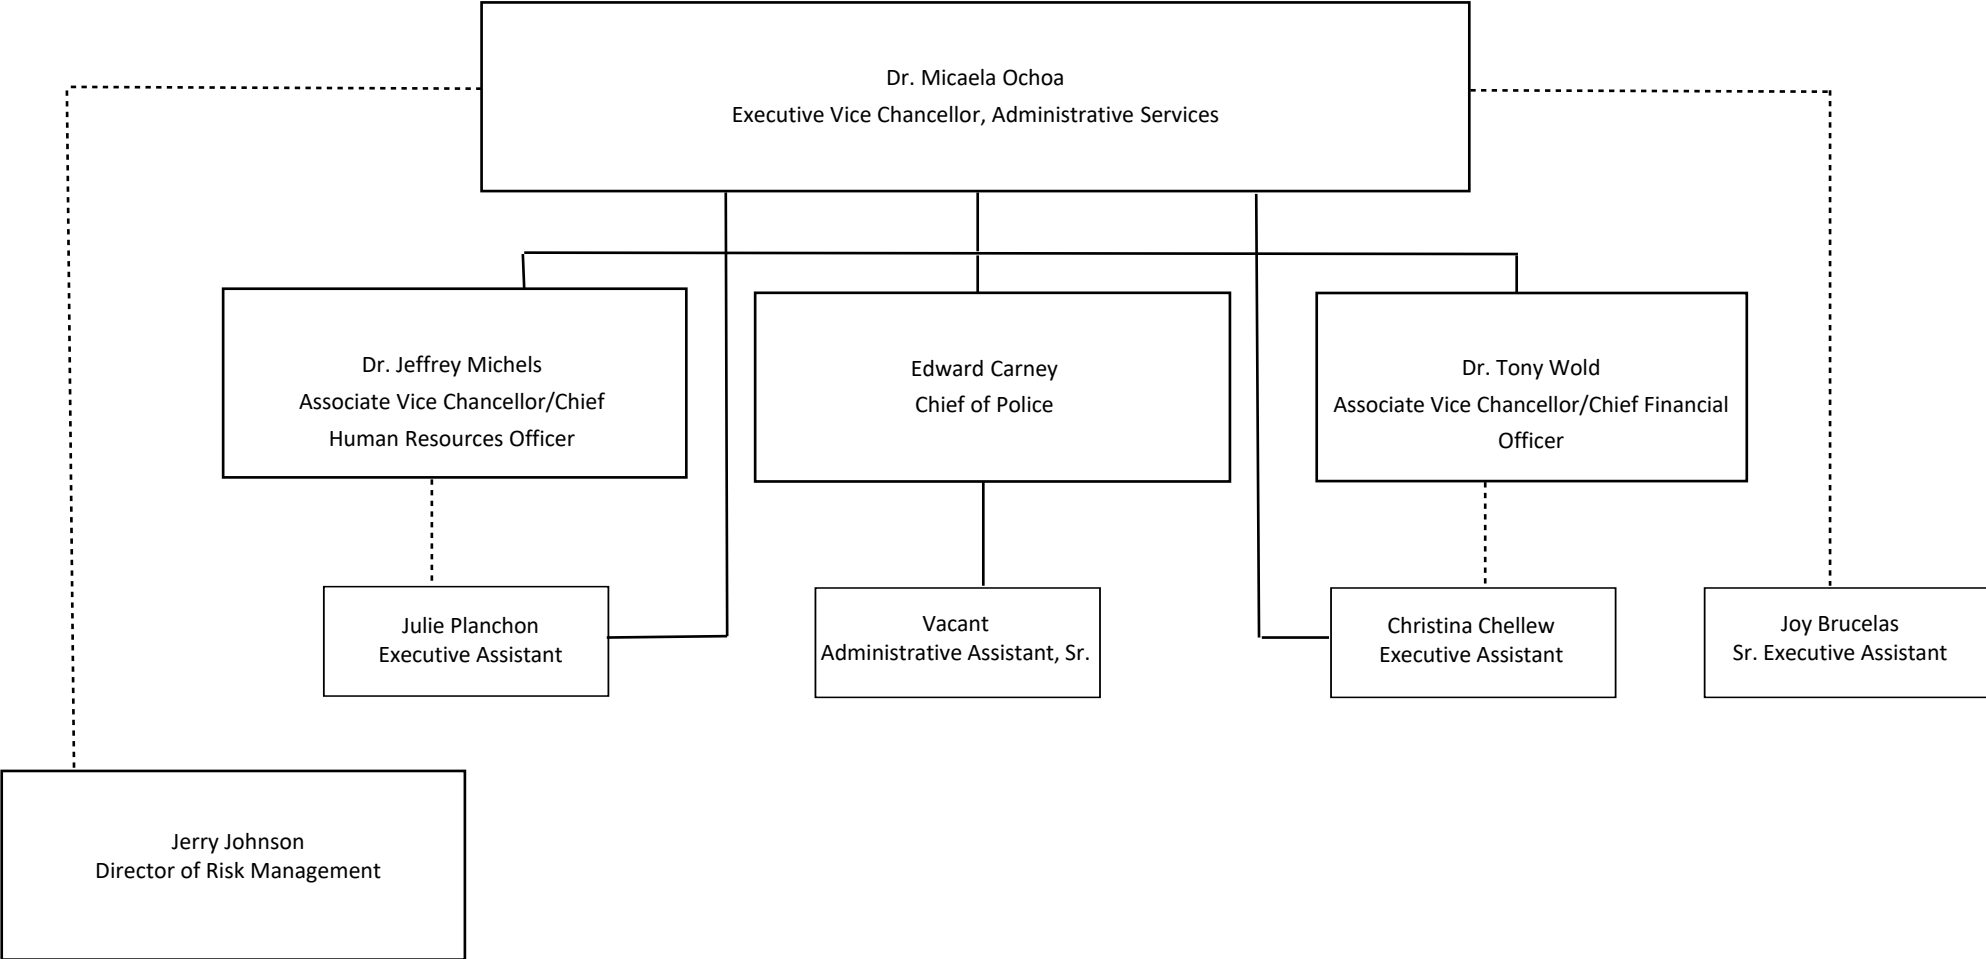 Dr. Micaela Ochoa
Executive Vice Chancellor, Administrative Services
Dr. Jeffrey Michels
Associate Vice Chancellor/Chief
Human Resources Officer
Edward Carney
Chief of Police
Dr. Tony Wold
Associate Vice Chancellor/Chief Financial
Officer
Julie Planchon
Executive Assistant
Vacant
Administrative Assistant, Sr.
Christina Chellew
Executive Assistant
Joy Brucelas
Sr. Executive Assistant
Jerry Johnson
Director of Risk Management